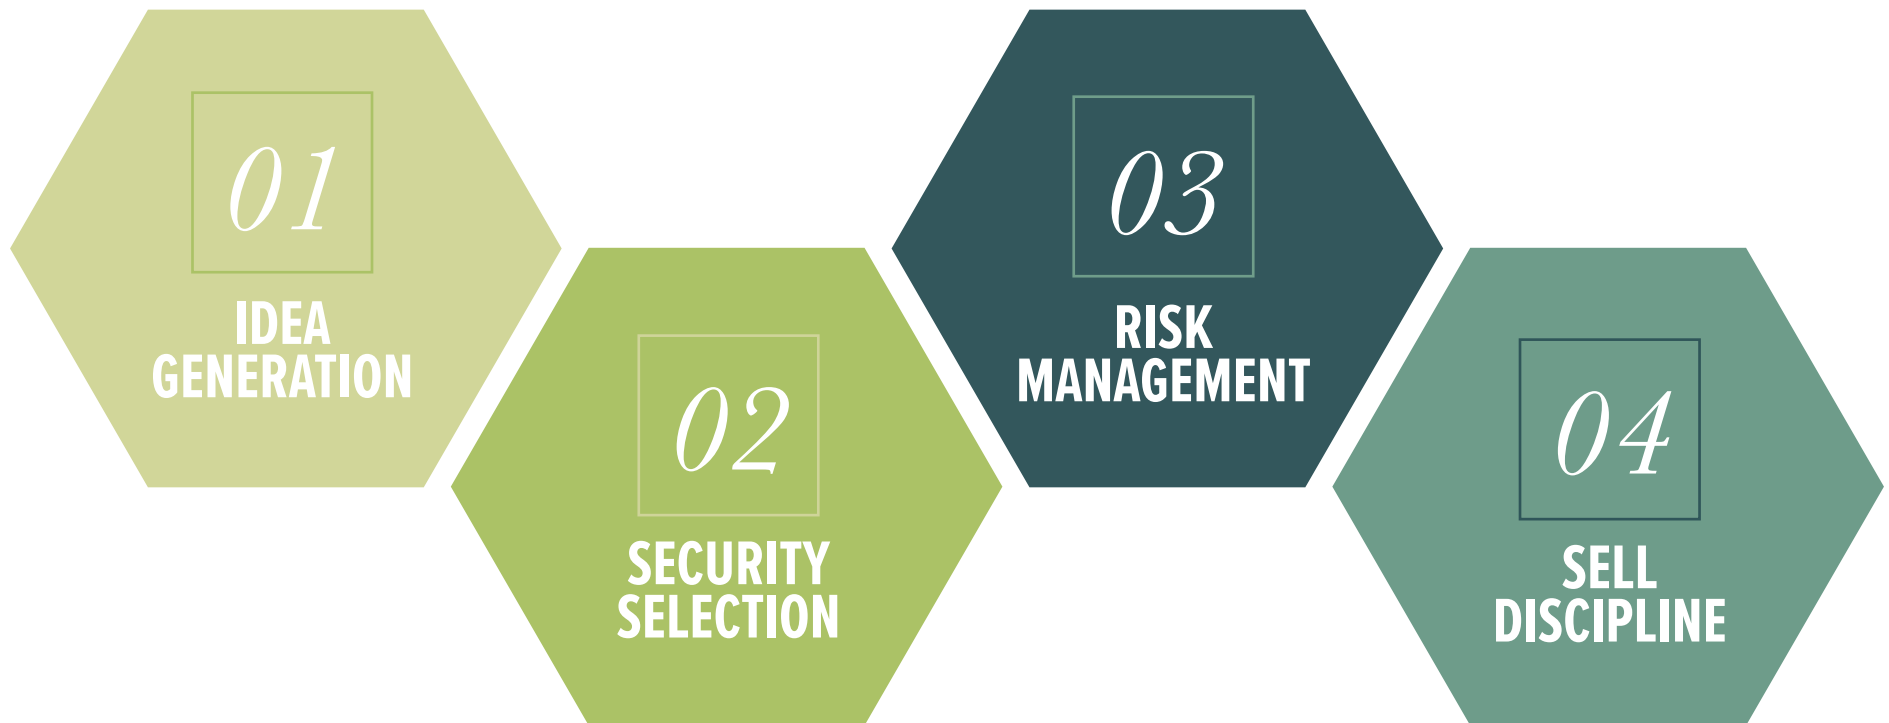 01
IDEA
GENERATION
02
SECURITY
SELECTION
03
RISK
MANAGEMENT
04
SELL
DISCIPLINE